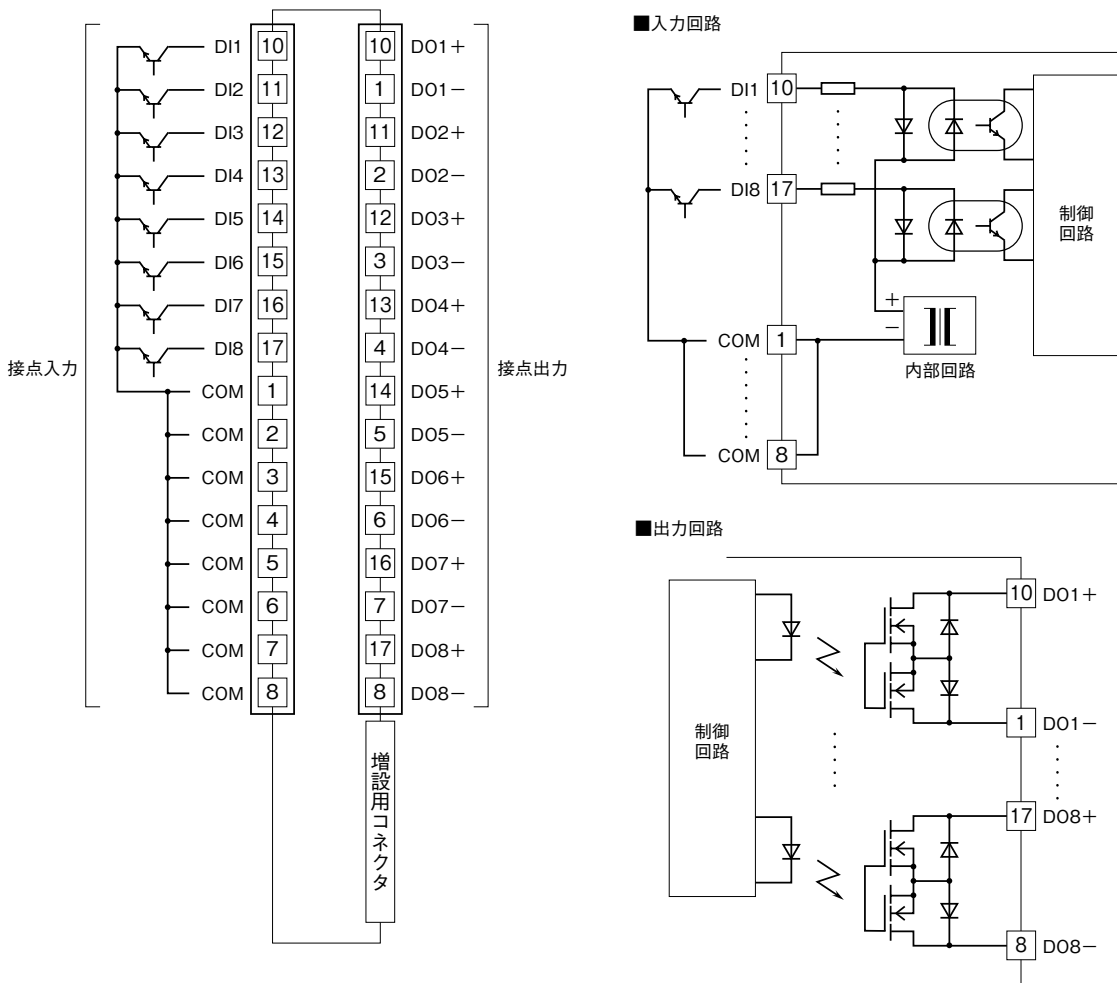 接点入力
DI1 10
DI2 11
DI3 12
DI4 13
DI5 14
DI6 15
DI7 16
DI8 17
COM 1
COM 2
COM 3
COM 4
COM 5
COM 6
COM 7
COM 8
10 DO1+
1 DO1−
11 DO2+
2 DO2−
12 DO3+
3 DO3−
13 DO4+
4 DO4−
14 DO5+
5 DO5−
15 DO6+
6 DO6−
16 DO7+
7 DO7−
17 DO8+
8 DO8−
接点出力
増設用コネクタ
■入力回路
DI1 10
DI8 17
COM 1
COM 8
+
−
内部回路
制御
回路
■出力回路
制御
回路
10 DO1+
1 DO1−
17 DO8+
8 DO8−